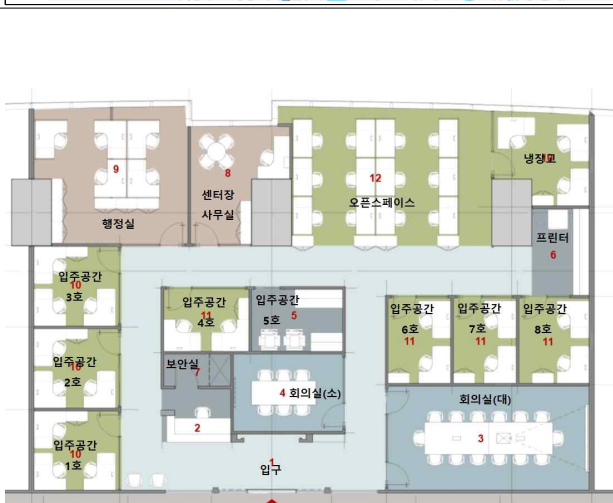 9
행정실
8
센터장
사무실
12
오픈스페이스
냉장고
프린터
6
입주공간
10
3호
입주공간
11
4호
입주공간
5
5호
입주공간
6호
11
입주공간
7호
11
입주공간
8호
11
입주공간
10
2호
보안실
7
4 회의실(소)
2
회의실(대)
3
입주공간
10
1호
1
입구